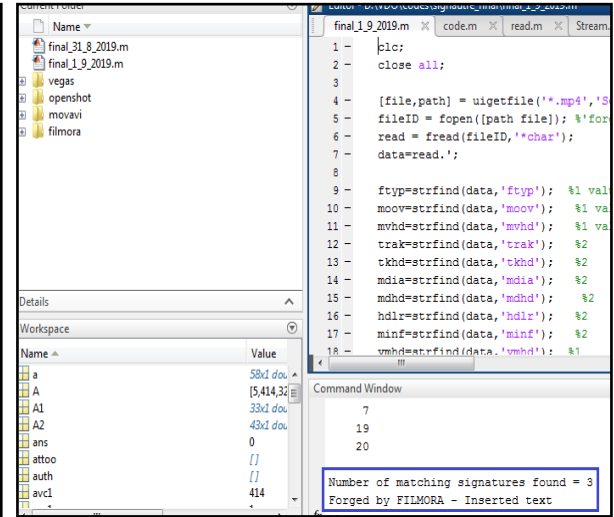 Current Folder
Name
final_31_8_2019.m
final_1_9_2019.m
vegas
openshot
movavi
filmora
Details
Workspace
Name Value
a 58x1 dou
A [5,414,32
A1 33x1 dou
A2 43x1 dou
ans 0
attoo []
auth []
avc1 414
final_1_9_2019.m code.m read.m Stream.
1 clc;
2 close all;
3
4 [file,path] = uigetfile('*.mp4','S
5 fileID = fopen([path file]); %'for
6 read = fread(fileID,'*char');
7 data=read.';
8
9 ftyp=strfind(data,'ftyp'); %1 val
10 moov=strfind(data,'moov'); %1 va
11 mvhd=strfind(data,'mvhd'); %1 va
12 trak=strfind(data,'trak'); %2
13 tkhd=strfind(data,'tkhd'); %2
14 mdia=strfind(data,'mdia'); %2
15 mdhd=strfind(data,'mdhd'); %2
16 hdlr=strfind(data,'hdlr'); %2
17 minf=strfind(data,'minf'); %2
18 vmhd=strfind(data,'vmhd'); %1
Command Window
7
19
20
Number of matching signatures found = 3
Forged by FILMORA - Inserted text